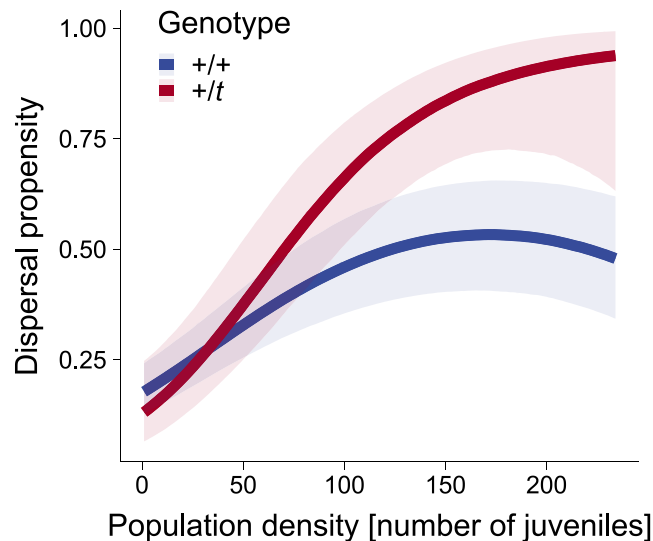 Genotype
+/+
+/t
1.00
0.75
0.50
0.25
Dispersal propensity
0
50
100
150
200
Population density [number of juveniles]